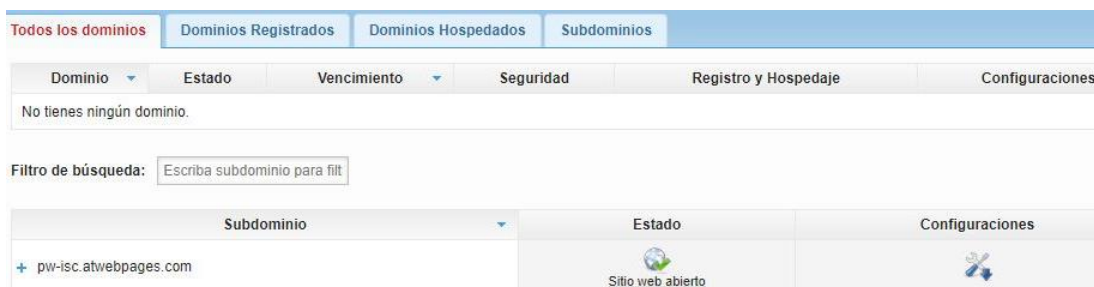 Todos los dominios Dominios Registrados Dominios Hospedados Subdominios
Dominio Estado Vencimiento Seguridad Registro y Hospedaje Configuraciones
No tienes ningún dominio.
Filtro de búsqueda: Escriba subdominio para filt
Subdominio Estado Configuraciones
+ pw-isc.atwebpages.com
Sitio web abierto